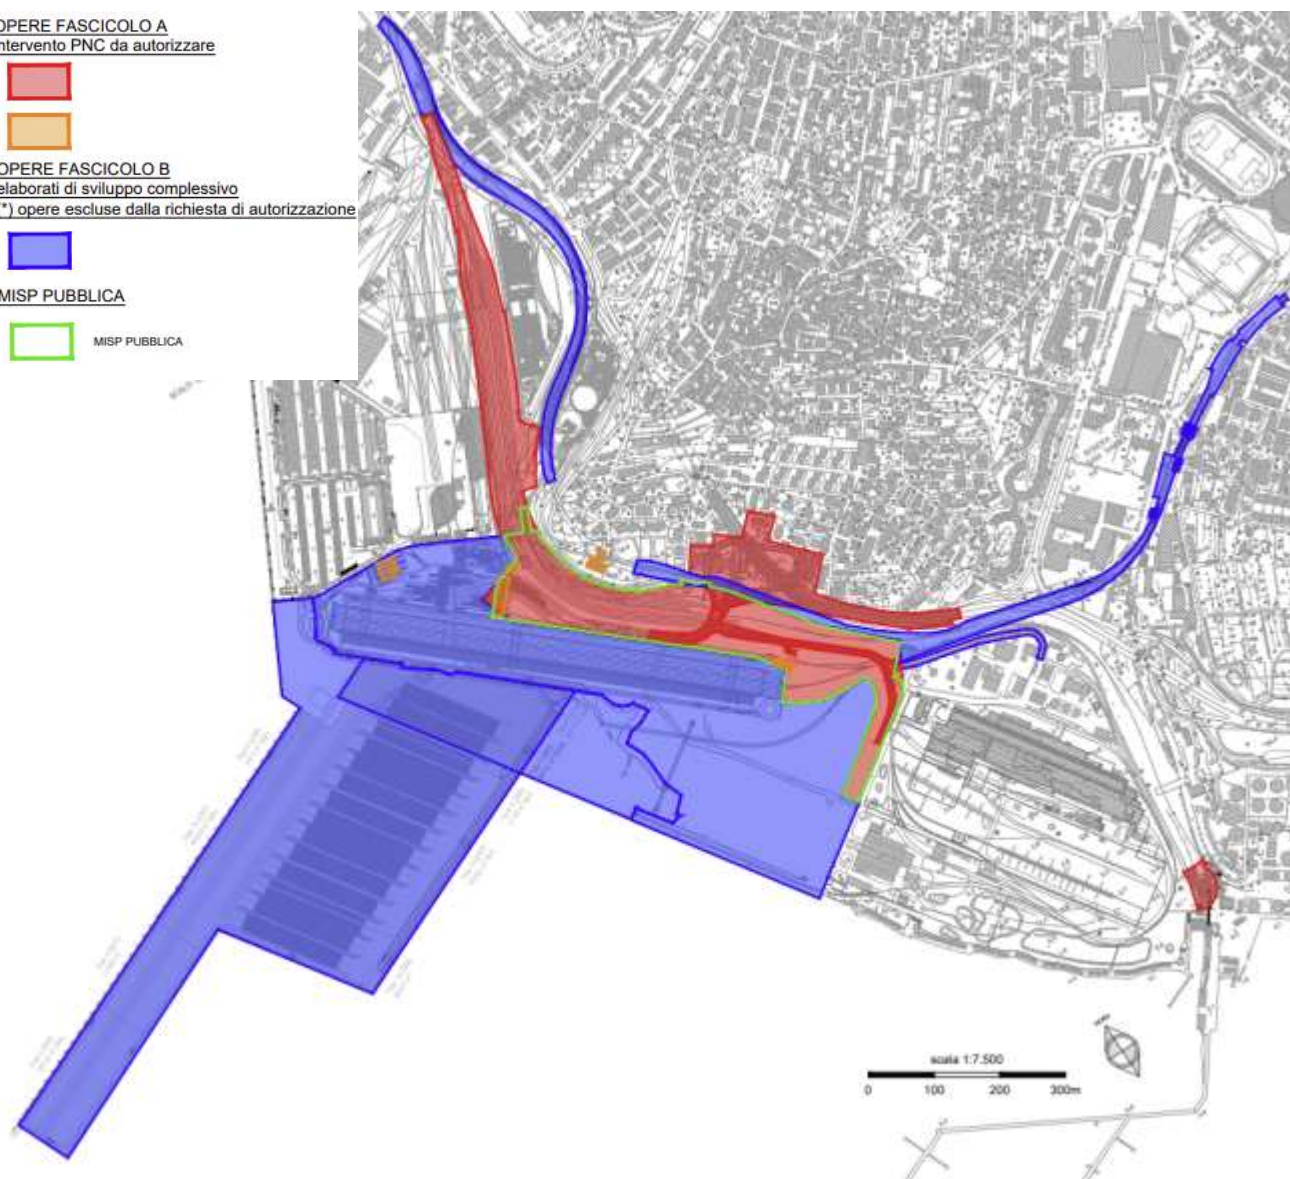 OPERE FASCICOLO A
intervento PNC da autorizzare
OPERE FASCICOLO B
elaborati di sviluppo complessivo
(*) opere escluse dalla richiesta di autorizzazione
MISP PUBBLICA
MISP PUBBLICA
scala 1:7.500
0 100 200 300m